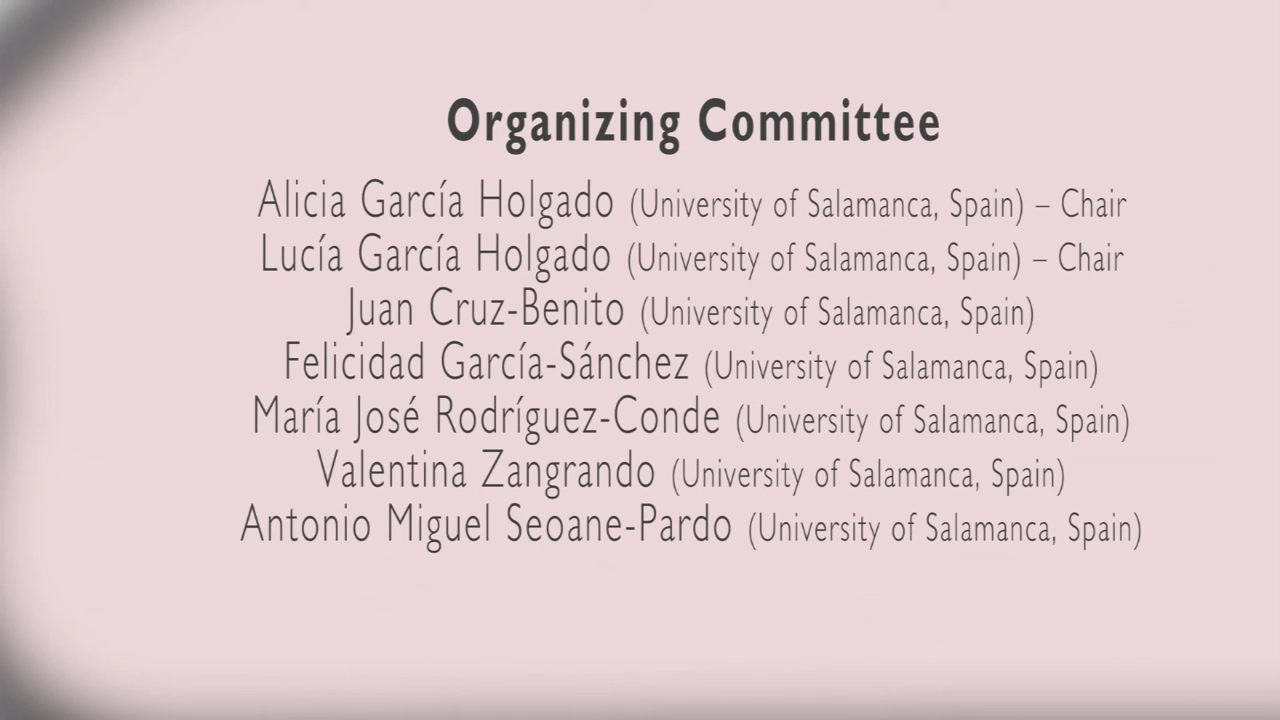 Organizing Committee
Alicia García Holgado (University of Salamanca, Spain) – Chair
Lucía García Holgado (University of Salamanca, Spain) – Chair
Juan Cruz-Benito (University of Salamanca, Spain)
Felicidad García-Sánchez (University of Salamanca, Spain)
María José Rodríguez-Conde (University of Salamanca, Spain)
Valentina Zangrando (University of Salamanca, Spain)
Antonio Miguel Seoane-Pardo (University of Salamanca, Spain)